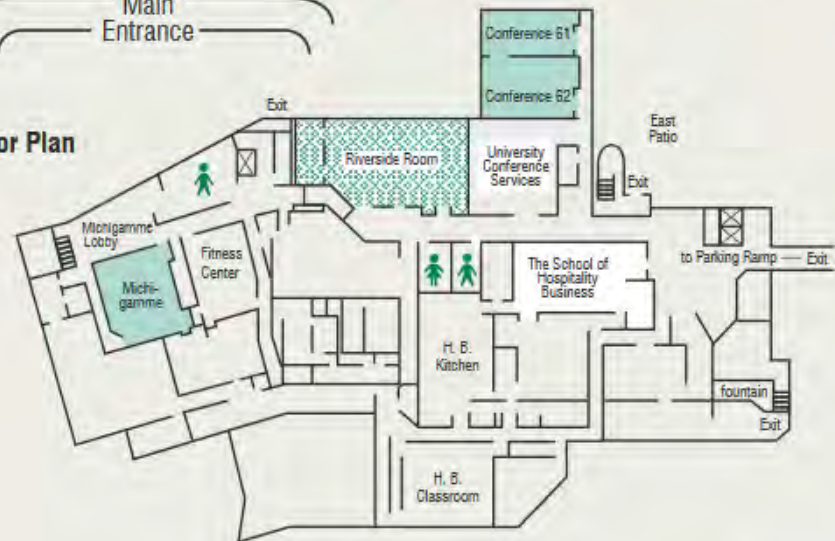 Main
Entrance
or Plan
Exit
Conference 61
Conference 62
East
Patio
Riverside Room
University
Conference
Services
Exit
Michigamme
Lobby
Fitness
Center
Michi-
gamme
The School of
Hospitality
Business
to Parking Ramp — Exit
H. B.
Kitchen
fountain
Exit
H. B.
Classroom